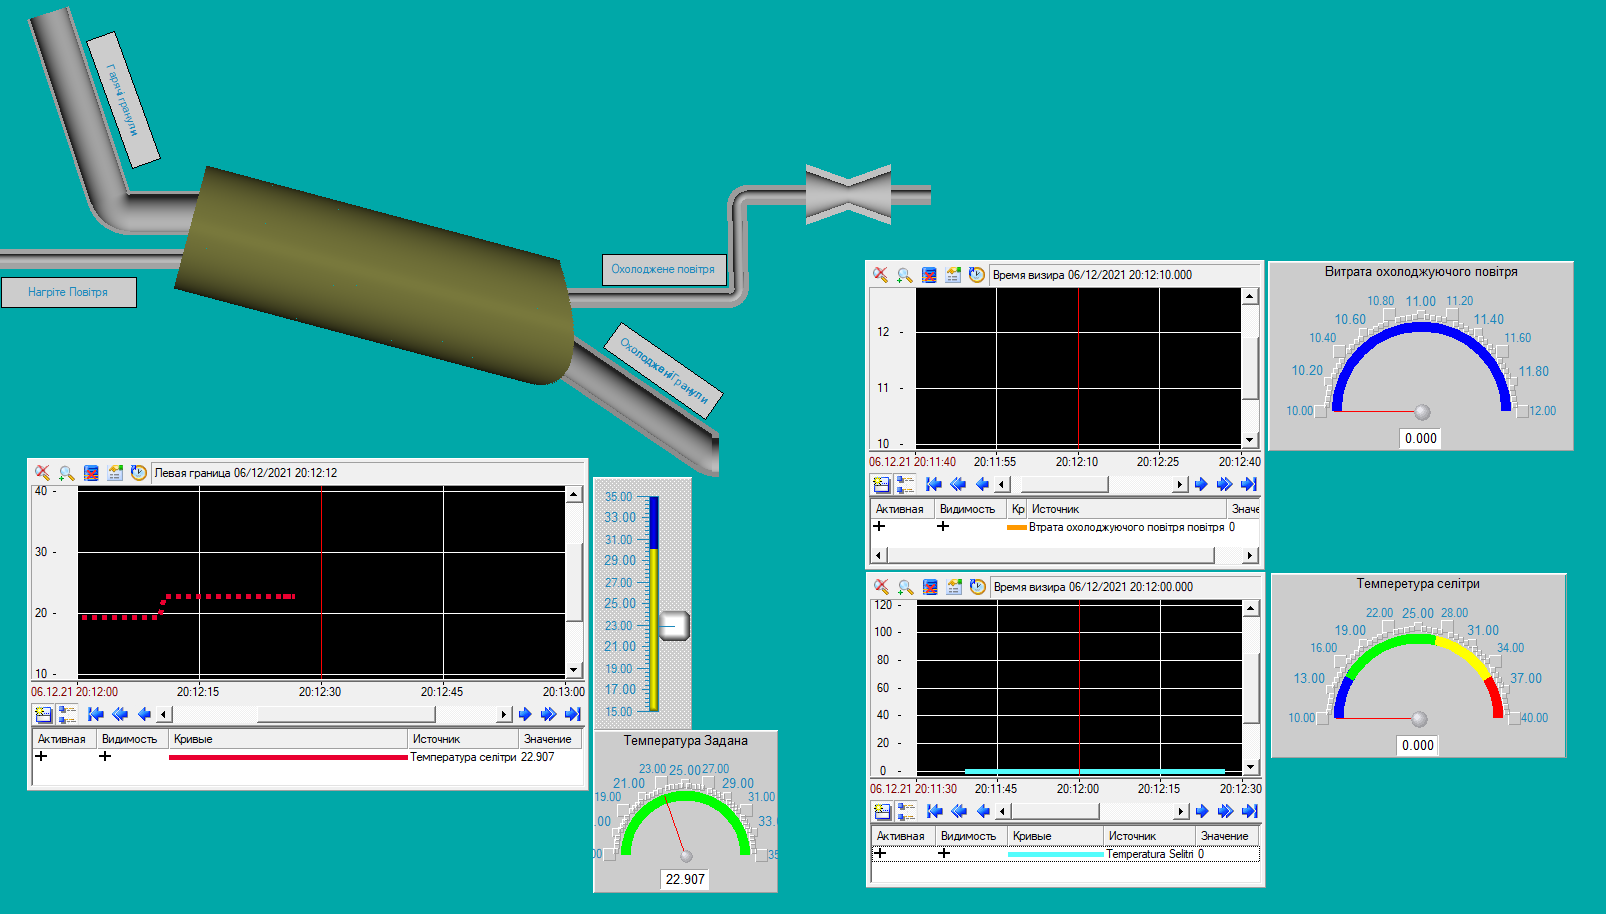 Гарячі гранули
Нагріте Повітря
Охолоджене повітря
Охолоджені Гранули
Левая граница 06/12/2021 20:12:12
40
30
20
10
06.12.21 20:12:00 20:12:15 20:12:30 20:12:45 20:13:00
Активная Видимость Кривые Источник Значение
Температура селітри 22.907
35.00
33.00
31.00
29.00
27.00
25.00
23.00
21.00
19.00
17.00
15.00
Температура Задана
23.00 25.00 27.00
21.00 29.00
19.00 31.00
.00 33.
00 35
22.907
Время визира 06/12/2021 20:12:10.000
12
11
10
06.12.21 20:11:40 20:11:55 20:12:10 20:12:25 20:12:40
Активная Видимость Кр Источник Значе
Втрата охолоджуючого повітря повітря 0
Витрата охолоджуючого повітря
10.80 11.00 11.20
10.60 11.40
10.40 11.60
10.20 11.80
10.00 12.00
0.000
Время визира 06/12/2021 20:12:00.000
120
100
80
60
40
20
0
06.12.21 20:11:30 20:11:45 20:12:00 20:12:15 20:12:30
Активная Видимость Кривые Источник Значение
Temperatura Selitri 0
Темперетура селітри
22.00 25.00 28.00
19.00 31.00
16.00 34.00
13.00 37.00
10.00 40.00
0.000